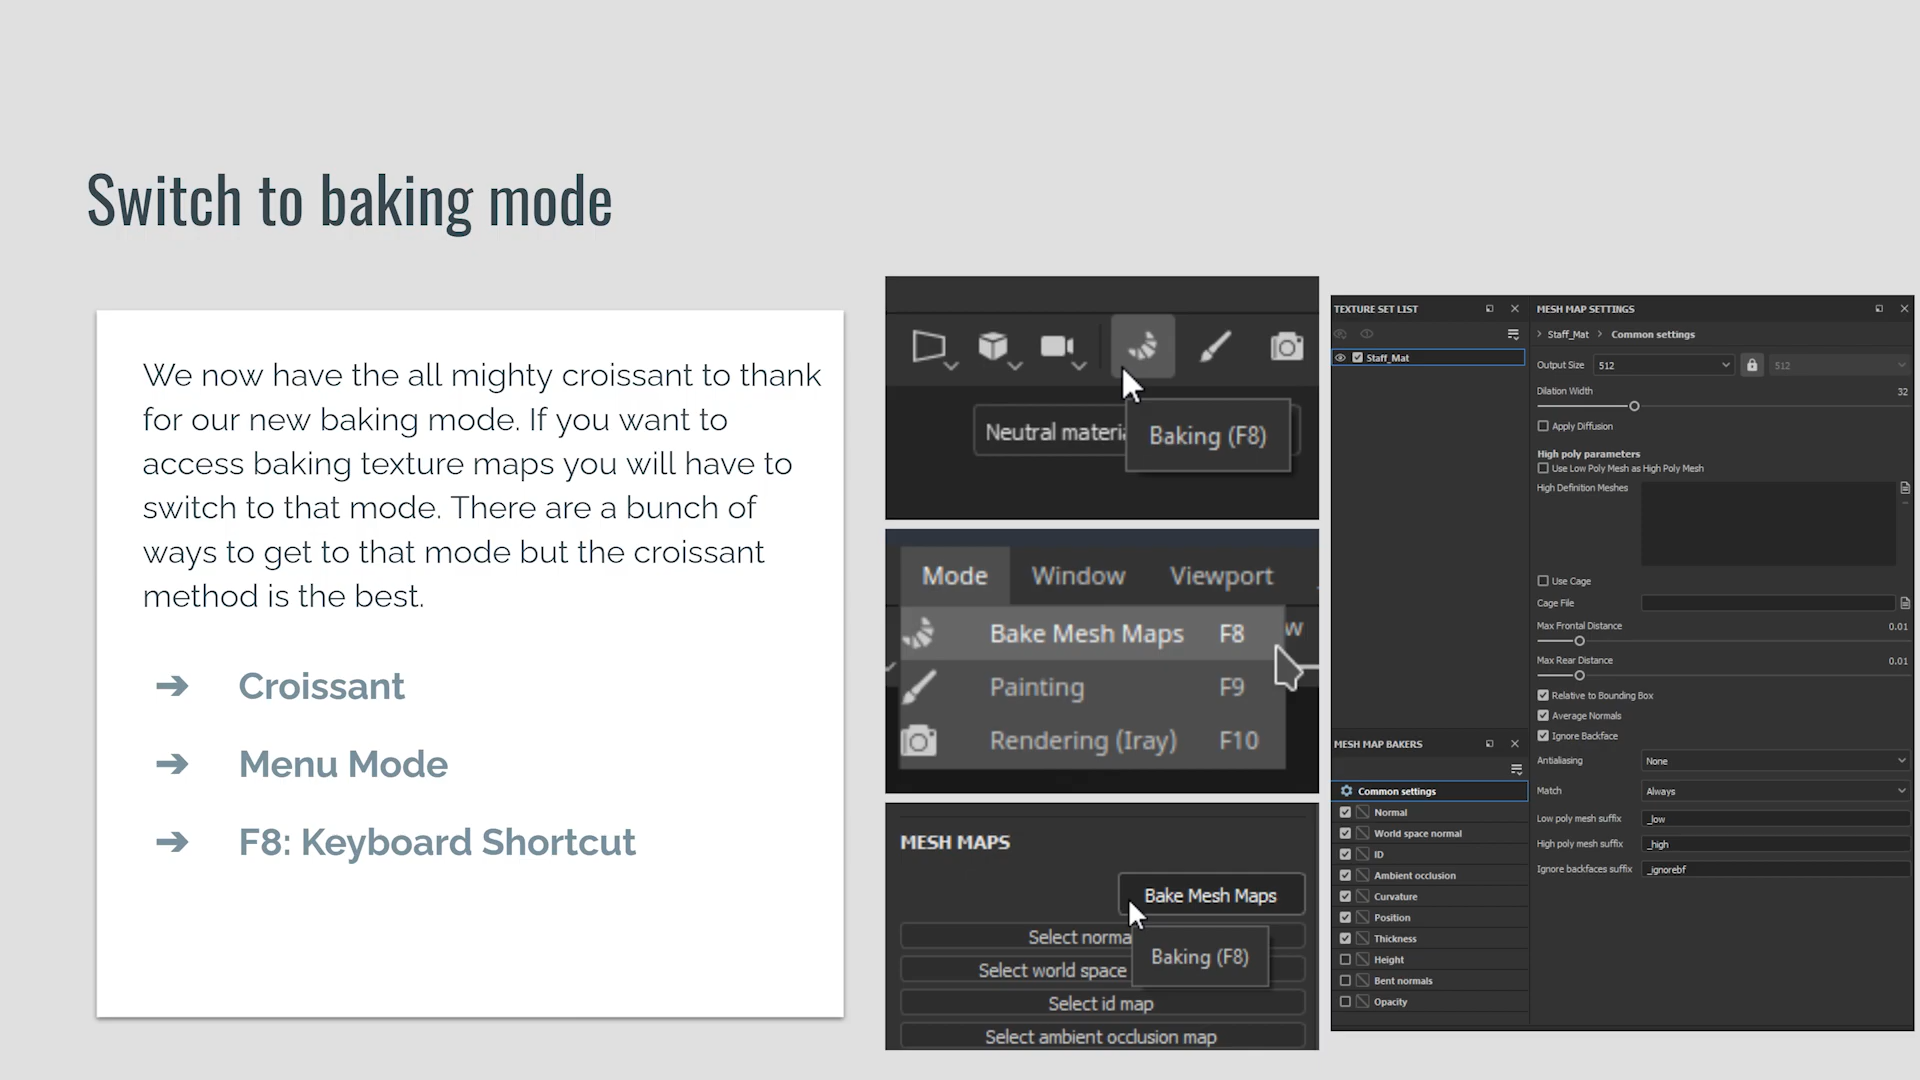 Switch to baking mode
We now have the all mighty croissant to thank
for our new baking mode. If you want to
access baking texture maps you will have to
switch to that mode. There are a bunch of
ways to get to that mode but the croissant
method is the best.
➔ Croissant
➔ Menu Mode
➔ F8: Keyboard Shortcut
Neutral materi
Baking (F8)
Mode Window Viewport
Bake Mesh Maps F8
Painting F9
Rendering (Iray) F10
MESH MAPS
Bake Mesh Maps
Select norma
Baking (F8)
Select world space
Select id map
Select ambient occlusion map
TEXTURE SET LIST
Staff_Mat
MESH MAP BAKERS
Common settings
Normal
World space normal
ID
Ambient occlusion
Curvature
Position
Thickness
Height
Bent normals
Opacity
MESH MAP SETTINGS
> Staff_Mat > Common settings
Output Size 512 512
Dilation Width 32
Apply Diffusion
High poly parameters
Use Low Poly Mesh as High Poly Mesh
High Definition Meshes
Use Cage
Cage File
Max Frontal Distance 0.01
Max Rear Distance 0.01
Relative to Bounding Box
Average Normals
Ignore Backface
Antialiasing None
Match Always
Low poly mesh suffix _low
High poly mesh suffix _high
Ignore backfaces suffix _ignorebf